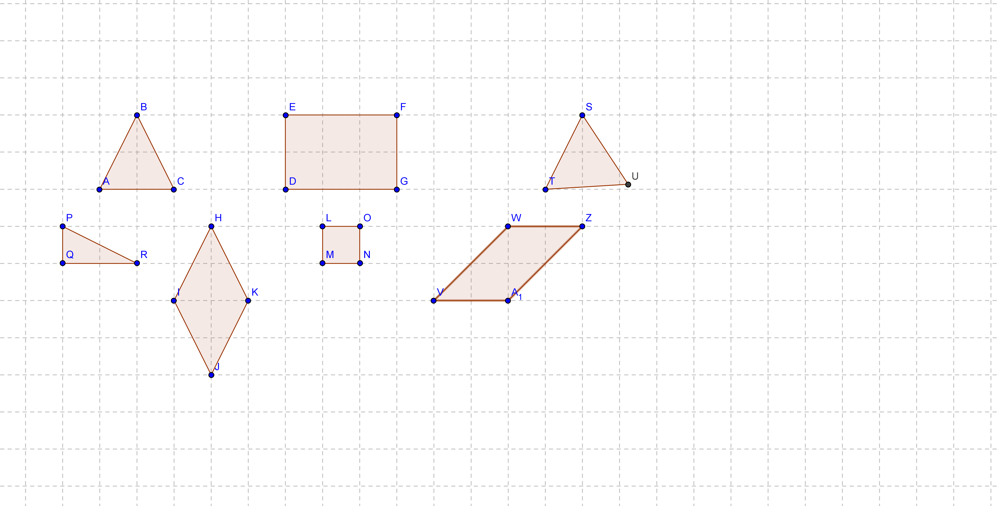 B E F S
U
A C D G T
P H L O W Z
Q R M N
I K V A₁
J